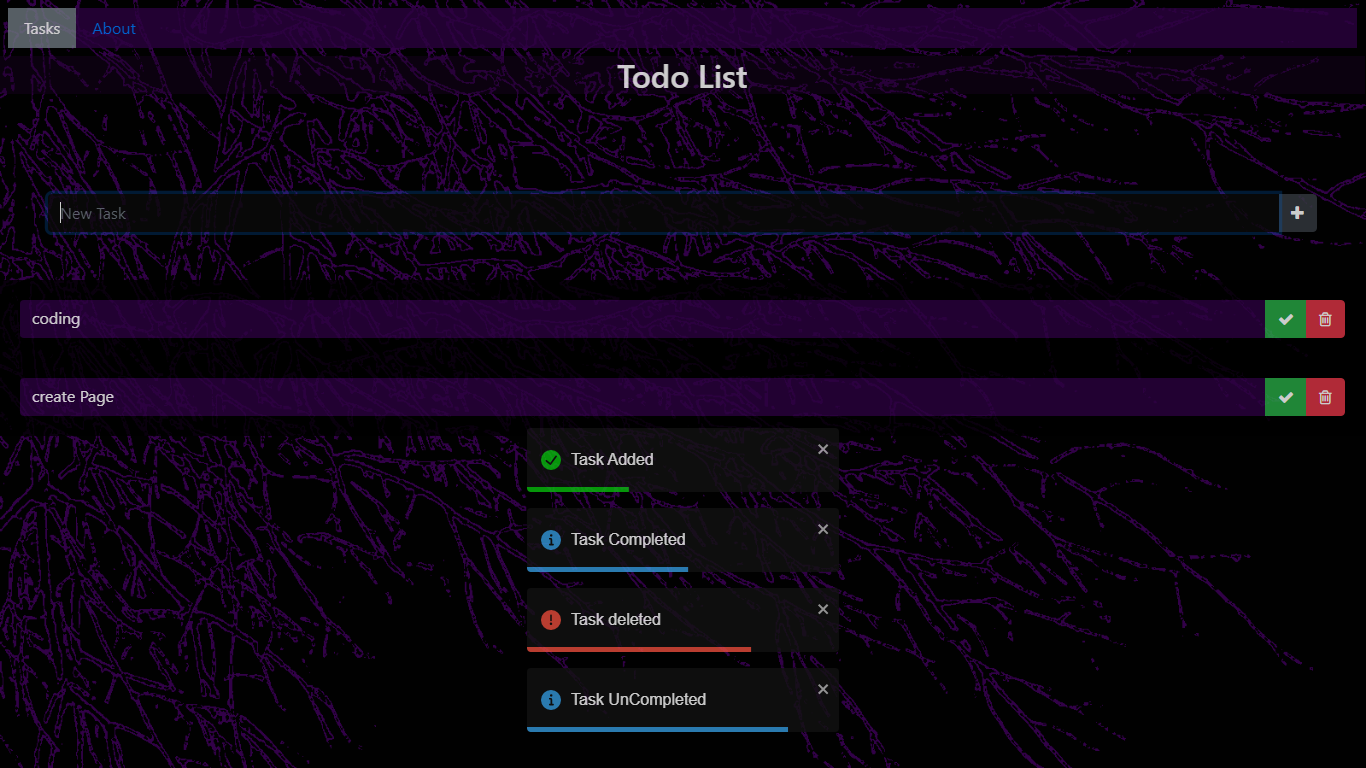 Tasks About
Todo List
New Task
coding
create Page
Task Added
Task Completed
Task deleted
Task UnCompleted